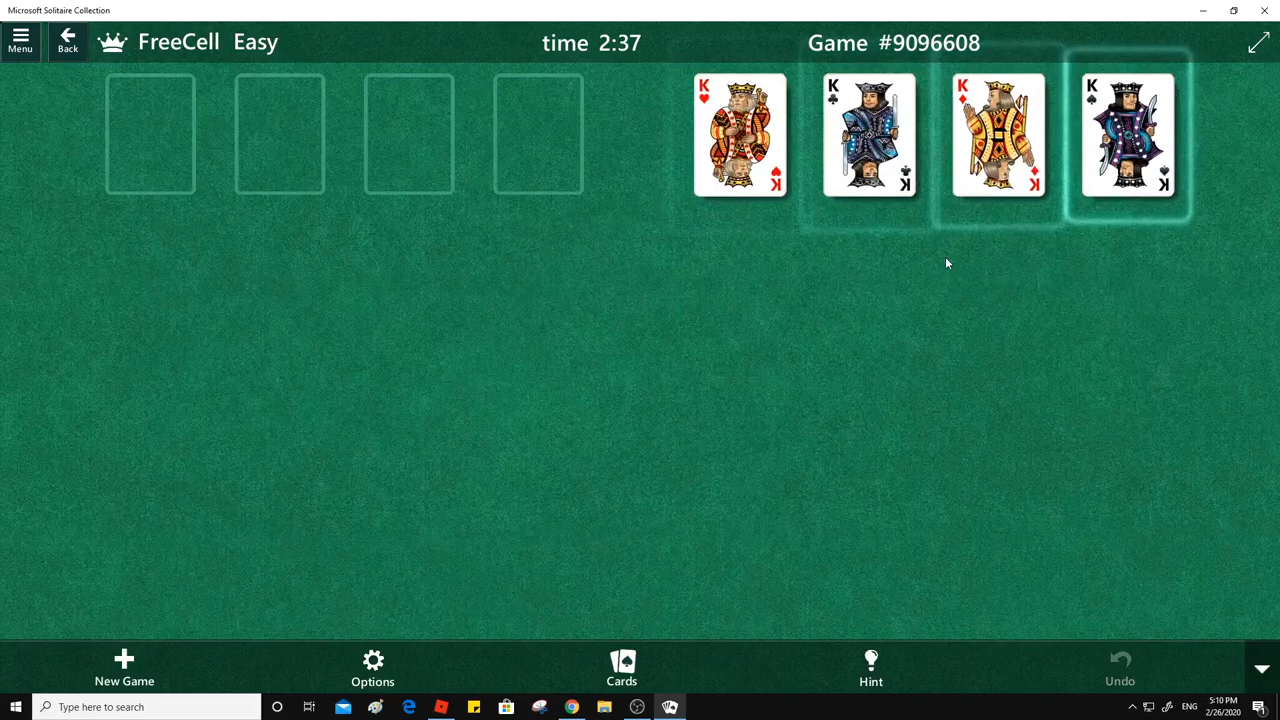 Microsoft Solitaire Collection
Menu
Back
FreeCell Easy
time 2:37
Game #9096608
K
K
K
K
K
K
K
K
New Game
Options
Cards
Hint
Undo
Type here to search
ENG
5:10 PM
2/26/2020
1